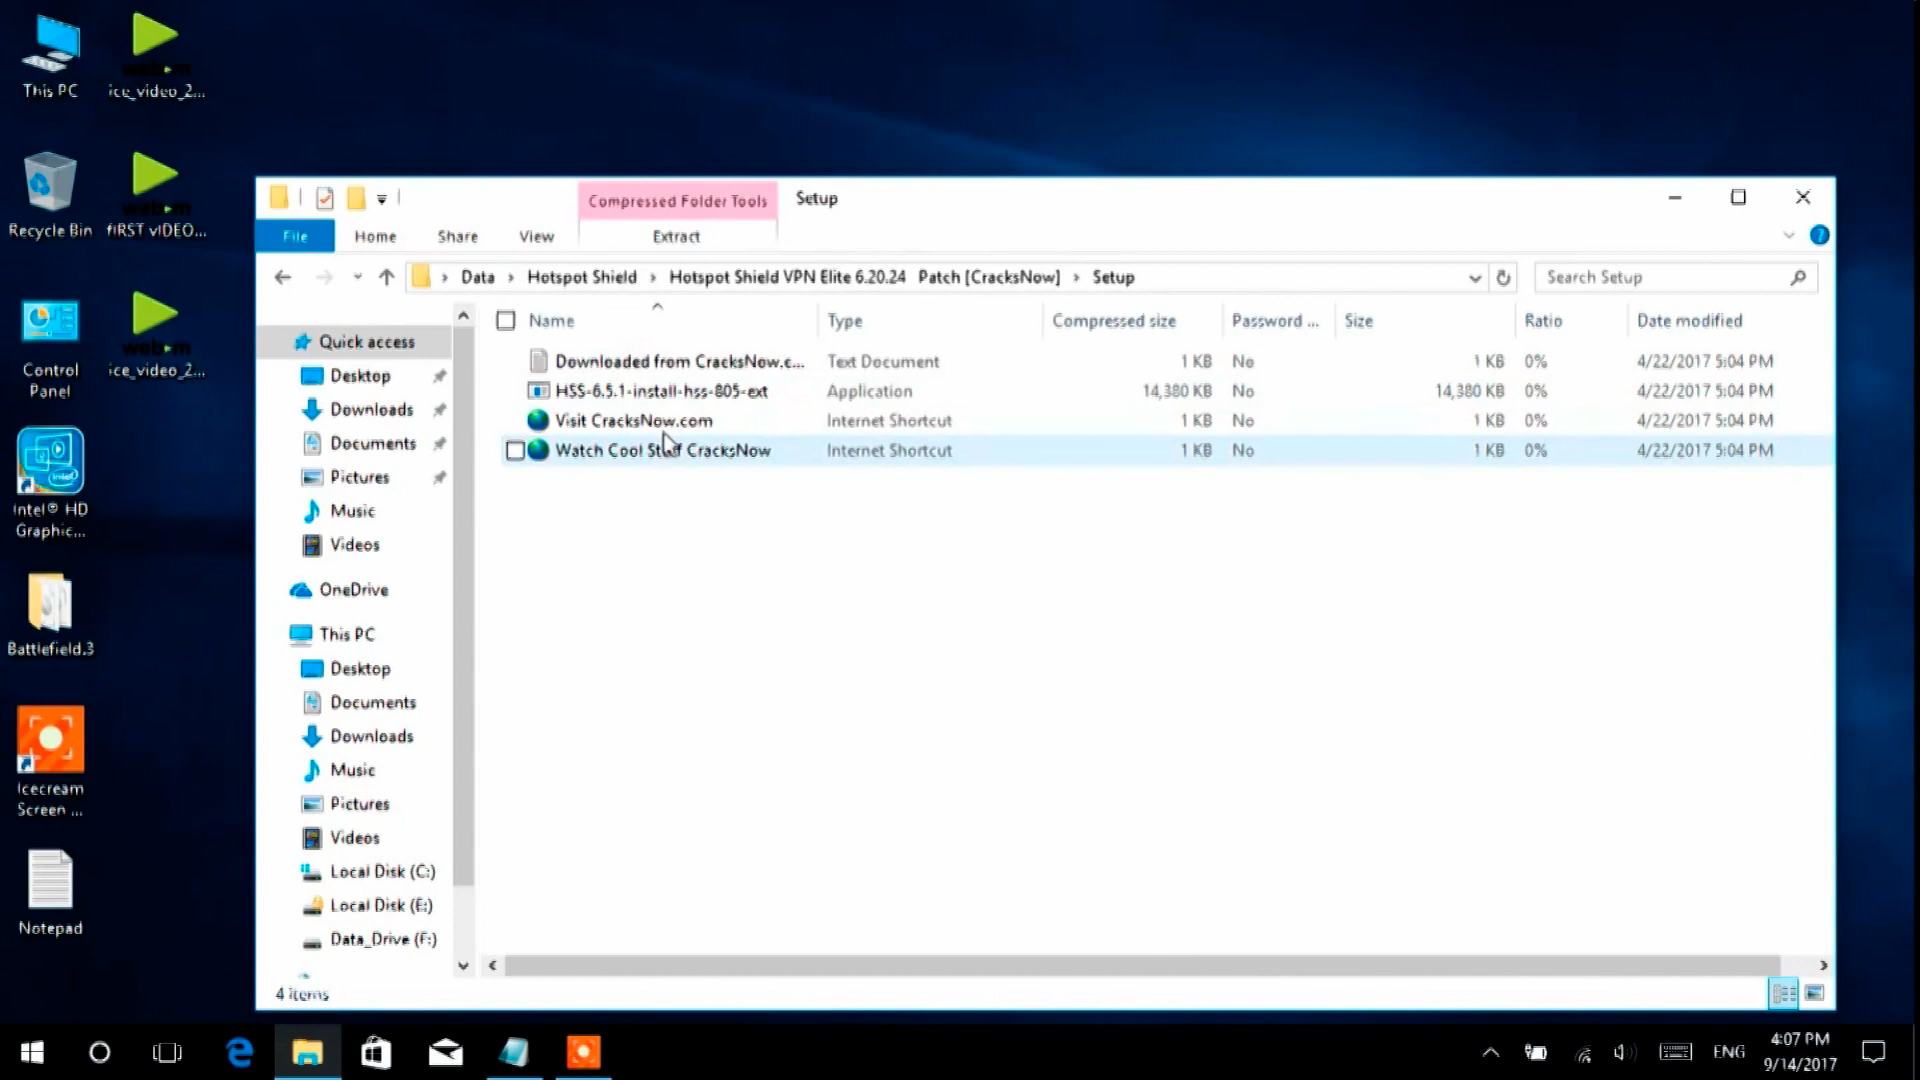 This PC
ice_video_2...
Recycle Bin
fIRST vIDEO...
Control
Panel
ice_video_2...
Intel® HD
Graphic...
Battlefield.3
Icecream
Screen ...
Notepad
Compressed Folder Tools
Setup
File
Home
Share
View
Extract
Data
Hotspot Shield
Hotspot Shield VPN Elite 6.20.24 Patch [CracksNow]
Setup
Search Setup
Name
Type
Compressed size
Password ...
Size
Ratio
Date modified
Downloaded from CracksNow.c... Text Document 1 KB No 1 KB 0% 4/22/2017 5:04 PM
HSS-6.5.1-install-hss-805-ext Application 14,380 KB No 14,380 KB 0% 4/22/2017 5:04 PM
Visit CracksNow.com Internet Shortcut 1 KB No 1 KB 0% 4/22/2017 5:04 PM
Watch Cool Stuff CracksNow Internet Shortcut 1 KB No 1 KB 0% 4/22/2017 5:04 PM
Quick access
Desktop
Downloads
Documents
Pictures
Music
Videos
OneDrive
This PC
Desktop
Documents
Downloads
Music
Pictures
Videos
Local Disk (C:)
Local Disk (E:)
Data_Drive (F:)
4 items
ENG
4:07 PM
9/14/2017